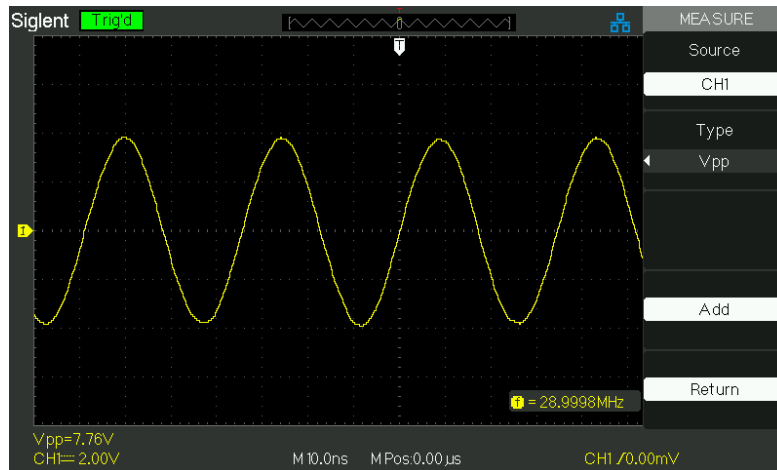 Siglent Trig'd MEASURE
T
Source
CH1
Type
Vpp
1
Add
f = 28.9998MHz
Return
Vpp=7.76V
CH1 2.00V M 10.0ns M Pos:0.00µs CH1 /0.00mV